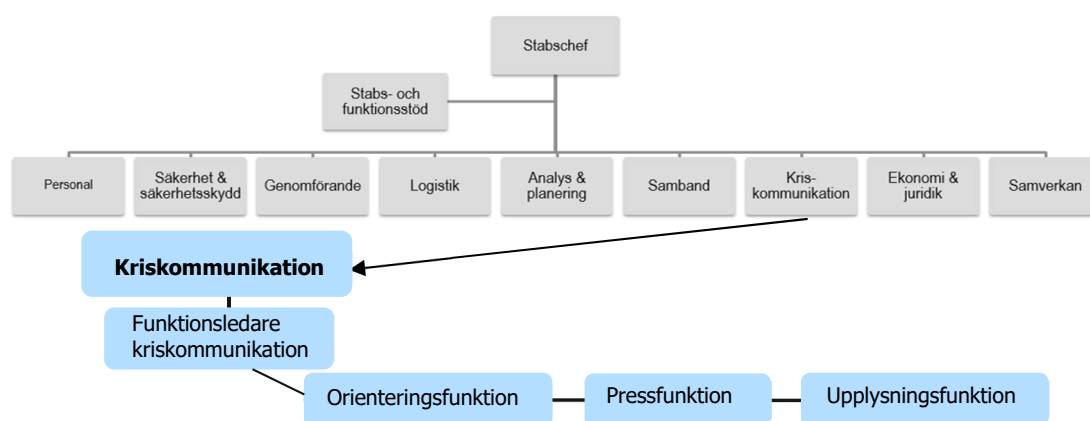 Stabschef
Stabs- och
funktionsstöd
Personal
Säkerhet &
säkerhetsskydd
Genomförande
Logistik
Analys &
planering
Samband
Kris-
kommunikation
Ekonomi &
juridik
Samverkan
Kriskommunikation
Funktionsledare
kriskommunikation
Orienteringsfunktion
Pressfunktion
Upplysningsfunktion